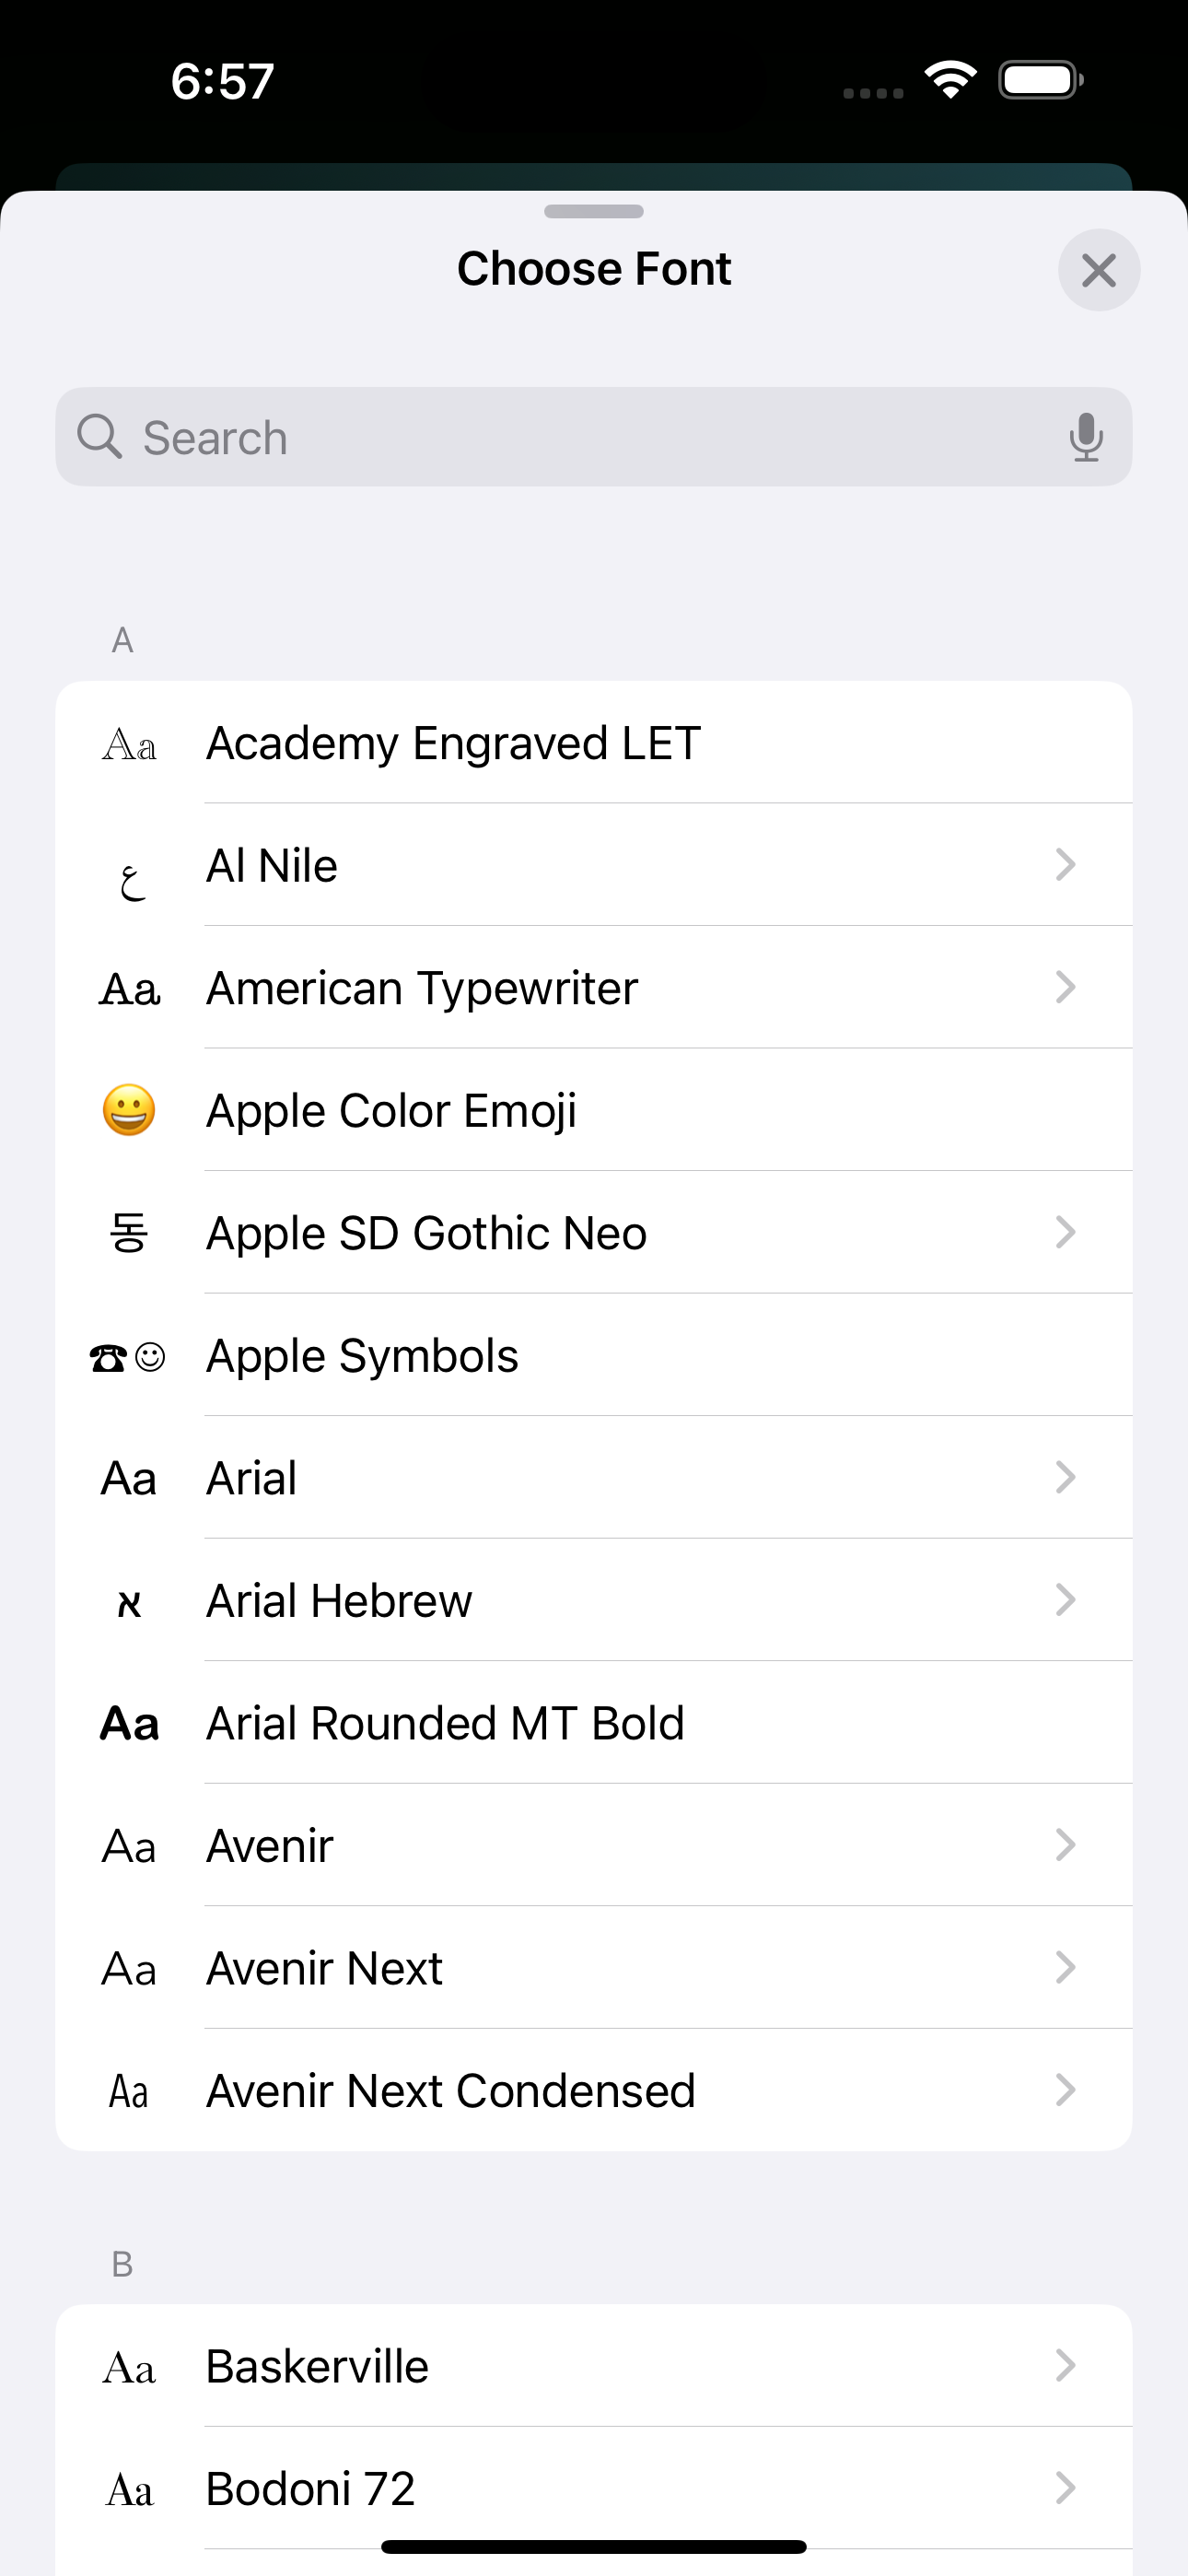 6:57
Choose Font
Search
A
Aa Academy Engraved LET
ع Al Nile
Aa American Typewriter
😀 Apple Color Emoji
동 Apple SD Gothic Neo
☎☺ Apple Symbols
Aa Arial
א Arial Hebrew
Aa Arial Rounded MT Bold
Aa Avenir
Aa Avenir Next
Aa Avenir Next Condensed
B
Aa Baskerville
Aa Bodoni 72